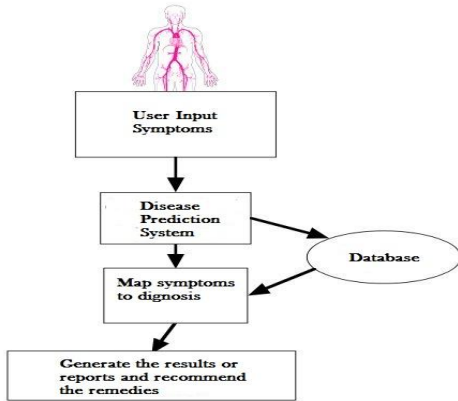 User Input
Symptoms
Disease
Prediction
System
Database
Map symptoms
to dignosis
Generate the results or
reports and recommend
the remedies